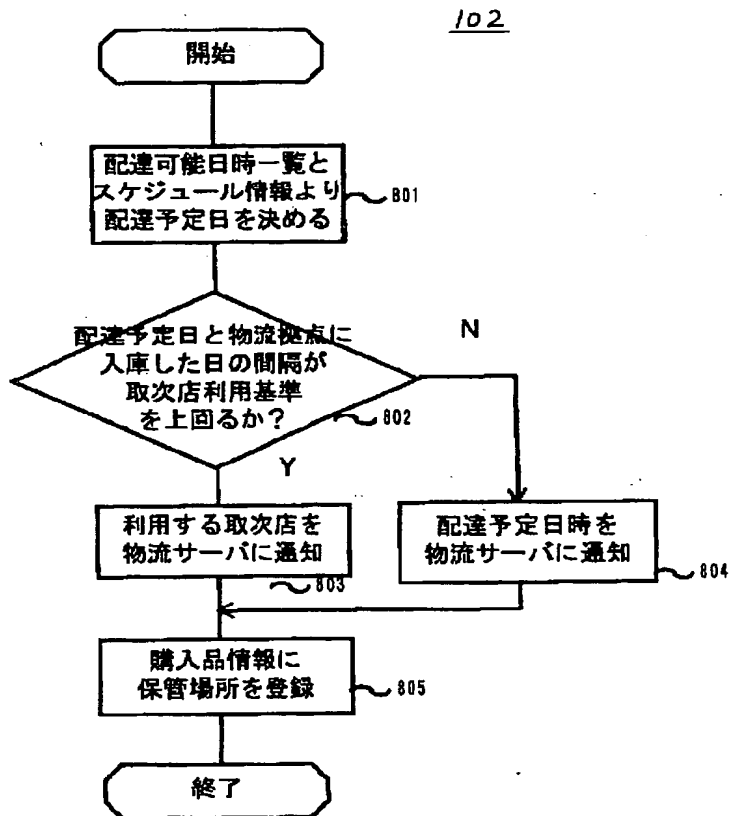 102
開始
配達可能日時一覧と
スケジュール情報より
配達予定日を決める
801
配達予定日と物流拠点に
入庫した日の間隔が
取次店利用基準
を上回るか?
802
N
Y
利用する取次店を
物流サーバに通知
803
配達予定日時を
物流サーバに通知
804
購入品情報に
保管場所を登録
805
終了